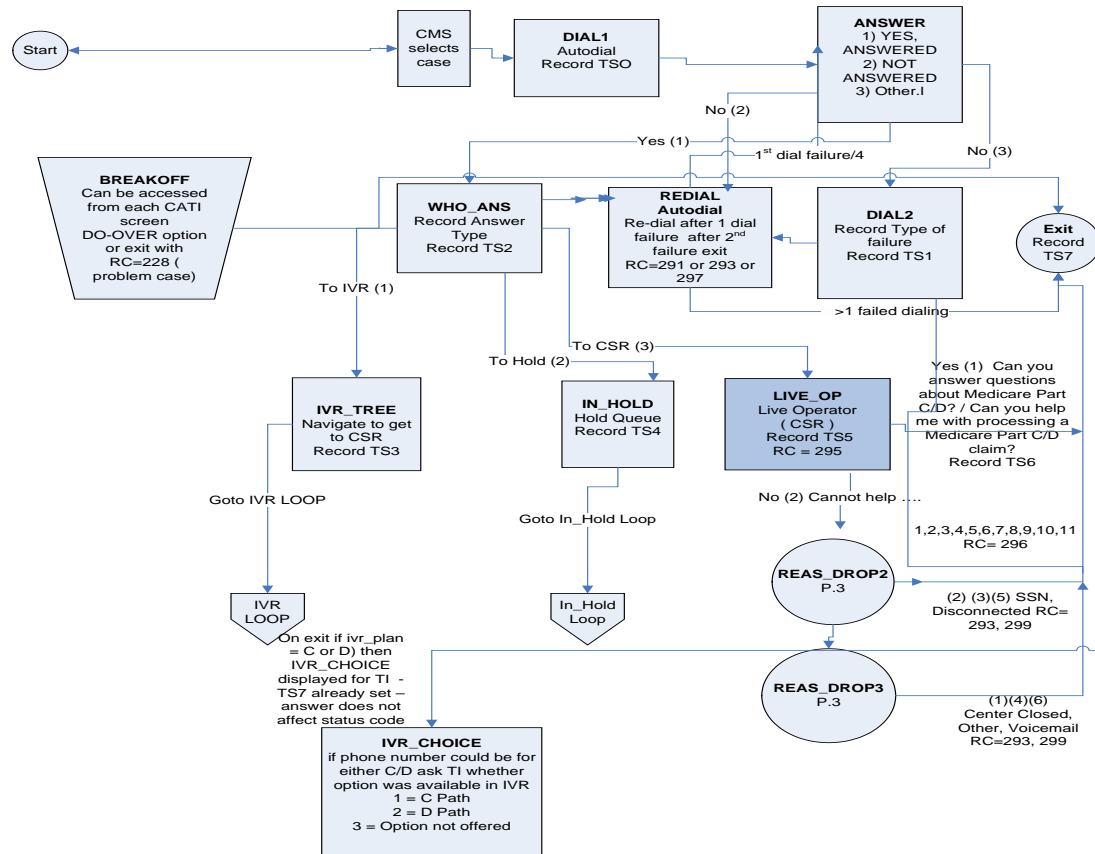 Start
CMS
selects
case
DIAL1
Autodial
Record TSO
ANSWER
1) YES,
ANSWERED
2) NOT
ANSWERED
3) Other.I
No (2)
Yes (1)
1st dial failure/4
No (3)
BREAKOFF
Can be accessed
from each CATI
screen
DO-OVER option
or exit with
RC=228 (
problem case)
WHO_ANS
Record Answer
Type
Record TS2
REDIAL
Autodial
Re-dial after 1 dial
failure after 2nd
failure exit
RC=291 or 293 or
297
DIAL2
Record Type of
failure
Record TS1
Exit
Record
TS7
To IVR (1)
>1 failed dialing
To Hold (2)
To CSR (3)
IVR_TREE
Navigate to get
to CSR
Record TS3
IN_HOLD
Hold Queue
Record TS4
LIVE_OP
Live Operator
( CSR )
Record TS5
RC = 295
Yes (1) Can you
answer questions
about Medicare Part
C/D? / Can you help
me with processing a
Medicare Part C/D
claim?
Record TS6
Goto IVR LOOP
Goto In_Hold Loop
No (2) Cannot help ....
1,2,3,4,5,6,7,8,9,10,11
RC= 296
REAS_DROP2
P.3
(2) (3)(5) SSN,
Disconnected RC=
293, 299
IVR
LOOP
In_Hold
Loop
On exit if ivr_plan
= C or D) then
IVR_CHOICE
displayed for TI -
TS7 already set –
answer does not
affect status code
REAS_DROP3
P.3
(1)(4)(6)
Center Closed,
Other, Voicemail
RC=293, 299
IVR_CHOICE
if phone number could be for
either C/D ask TI whether
option was available in IVR
1 = C Path
2 = D Path
3 = Option not offered